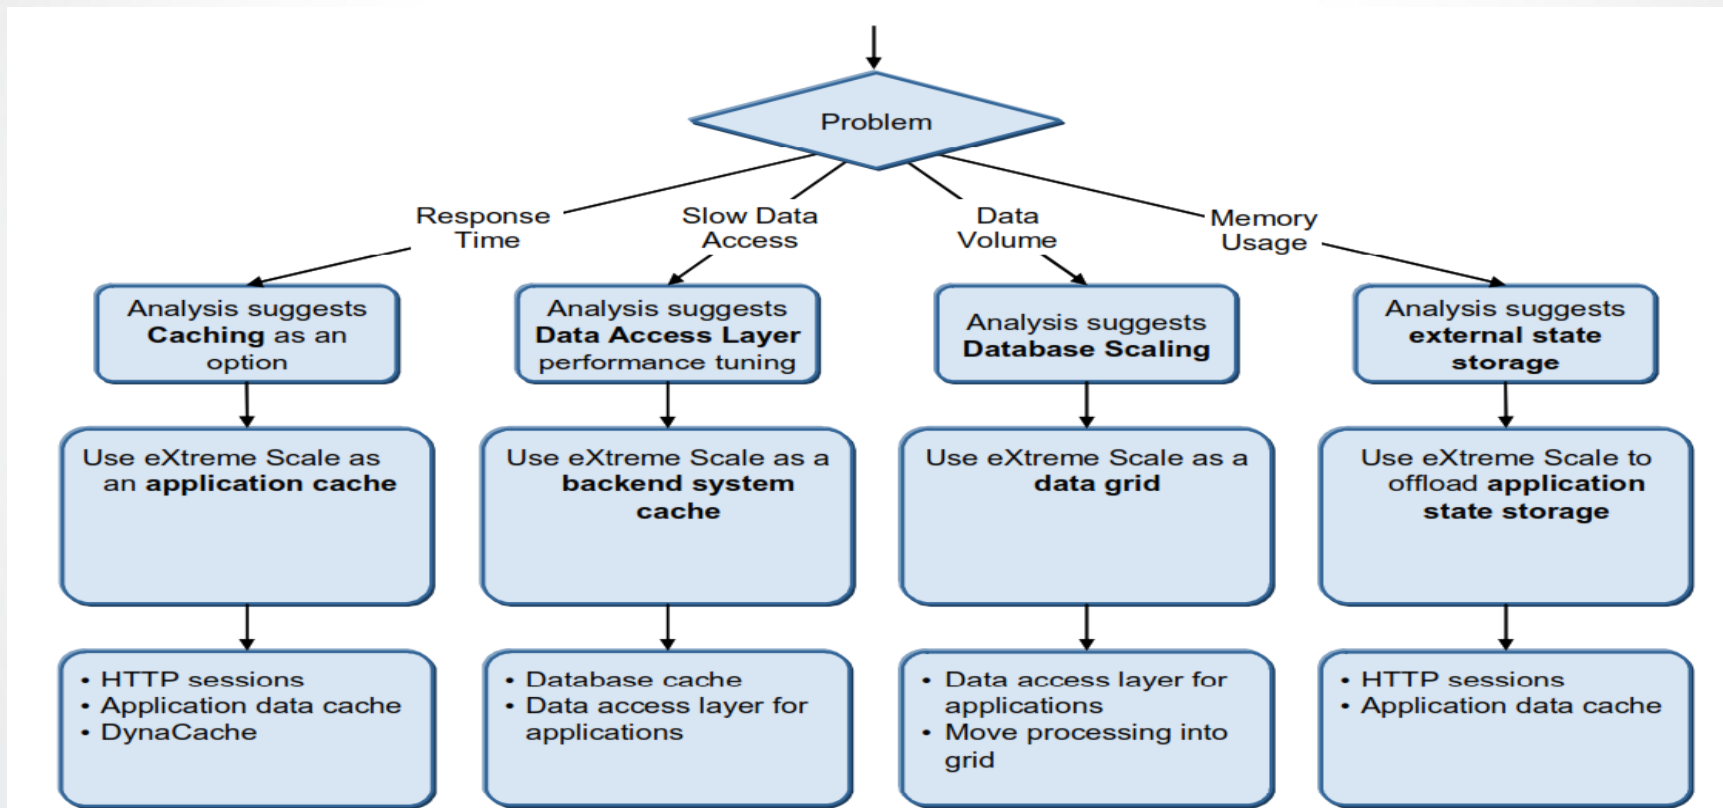 Problem
Response
Time
Slow Data
Access
Data
Volume
Memory
Usage
Analysis suggests
Caching as an
option
Analysis suggests
Data Access Layer
performance tuning
Analysis suggests
Database Scaling
Analysis suggests
external state
storage
Use eXtreme Scale as
an application cache
Use eXtreme Scale as a
backend system
cache
Use eXtreme Scale as a
data grid
Use eXtreme Scale to
offload application
state storage
• HTTP sessions
• Application data cache
• DynaCache
• Database cache
• Data access layer for
applications
• Data access layer for
applications
• Move processing into
grid
• HTTP sessions
• Application data cache